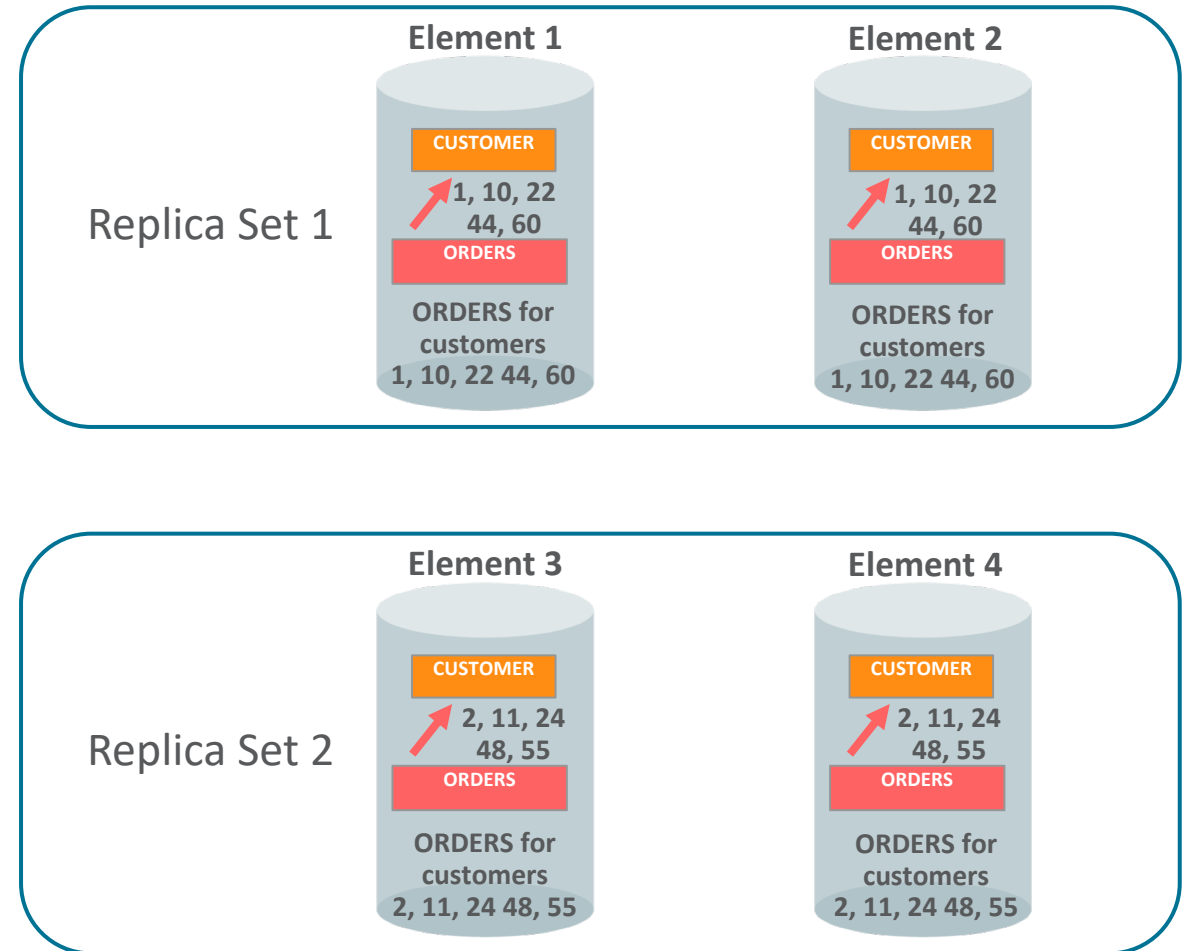 Element 1
Element 2
Replica Set 1
CUSTOMER
1, 10, 22
44, 60
ORDERS
ORDERS for
customers
1, 10, 22 44, 60
CUSTOMER
1, 10, 22
44, 60
ORDERS
ORDERS for
customers
1, 10, 22 44, 60
Element 3
Element 4
Replica Set 2
CUSTOMER
2, 11, 24
48, 55
ORDERS
ORDERS for
customers
2, 11, 24 48, 55
CUSTOMER
2, 11, 24
48, 55
ORDERS
ORDERS for
customers
2, 11, 24 48, 55